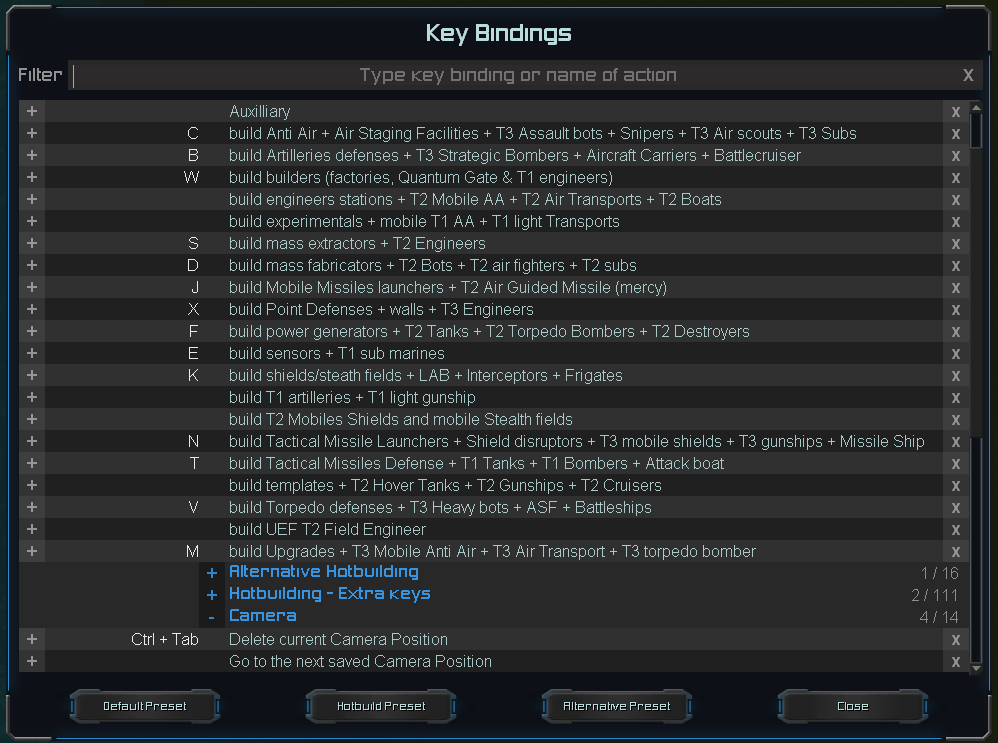 Key Bindings
Filter Type key binding or name of action X
+ Auxilliary x
+ C build Anti Air + Air Staging Facilities + T3 Assault bots + Snipers + T3 Air scouts + T3 Subs x
+ B build Artilleries defenses + T3 Strategic Bombers + Aircraft Carriers + Battlecruiser x
+ W build builders (factories, Quantum Gate & T1 engineers) x
+ build engineers stations + T2 Mobile AA + T2 Air Transports + T2 Boats x
+ build experimentals + mobile T1 AA + T1 light Transports x
+ S build mass extractors + T2 Engineers x
+ D build mass fabricators + T2 Bots + T2 air fighters + T2 subs x
+ J build Mobile Missiles launchers + T2 Air Guided Missile (mercy) x
+ X build Point Defenses + walls + T3 Engineers x
+ F build power generators + T2 Tanks + T2 Torpedo Bombers + T2 Destroyers x
+ E build sensors + T1 sub marines x
+ K build shields/steath fields + LAB + Interceptors + Frigates x
+ build T1 artilleries + T1 light gunship x
+ build T2 Mobiles Shields and mobile Stealth fields x
+ N build Tactical Missile Launchers + Shield disruptors + T3 mobile shields + T3 gunships + Missile Ship x
+ T build Tactical Missiles Defense + T1 Tanks + T1 Bombers + Attack boat x
+ build templates + T2 Hover Tanks + T2 Gunships + T2 Cruisers x
+ V build Torpedo defenses + T3 Heavy bots + ASF + Battleships x
+ build UEF T2 Field Engineer x
+ M build Upgrades + T3 Mobile Anti Air + T3 Air Transport + T3 torpedo bomber x
+ Alternative Hotbuilding 1 / 16
+ Hotbuilding - Extra keys 2 / 111
- Camera 4 / 14
+ Ctrl + Tab Delete current Camera Position x
+ Go to the next saved Camera Position x
Default Preset Hotbuild Preset Alternative Preset Close